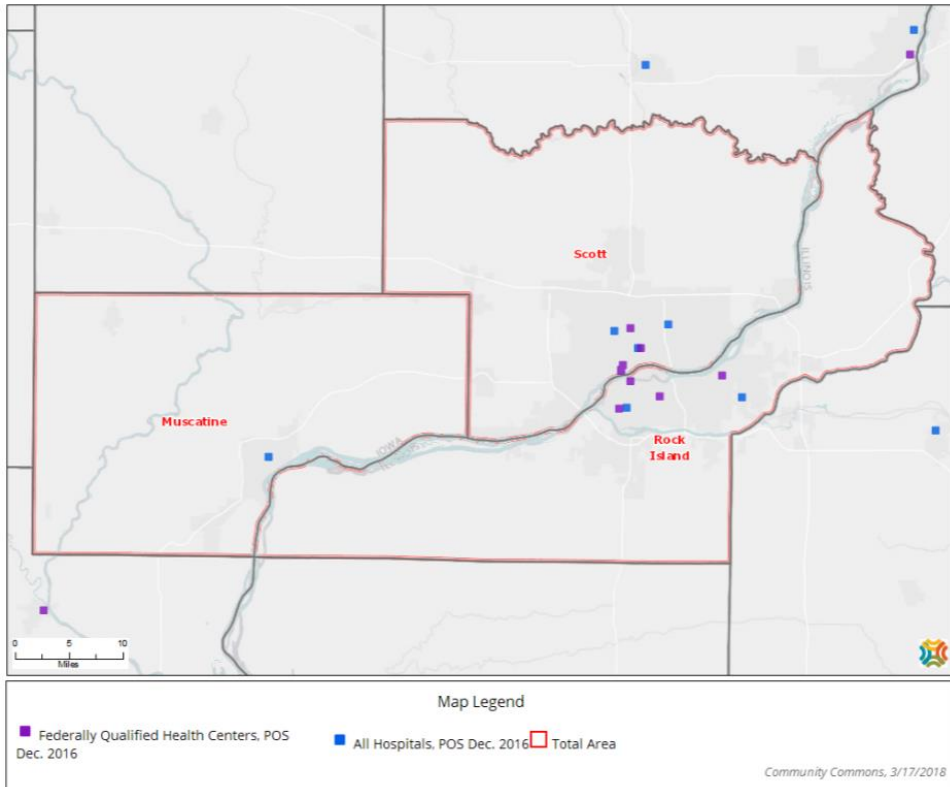 Scott
ILLINOIS
Muscatine
IOWA
Rock
Island
0 5 10
Miles
Map Legend
Federally Qualified Health Centers, POS
Dec. 2016
All Hospitals, POS Dec. 2016
Total Area
Community Commons, 3/17/2018